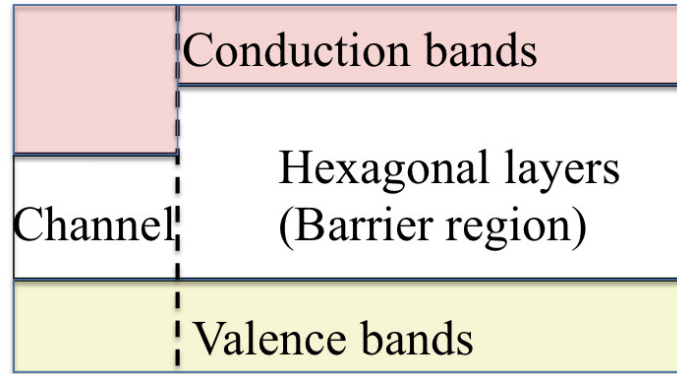 Conduction bands
Hexagonal layers
(Barrier region)
Channel
Valence bands